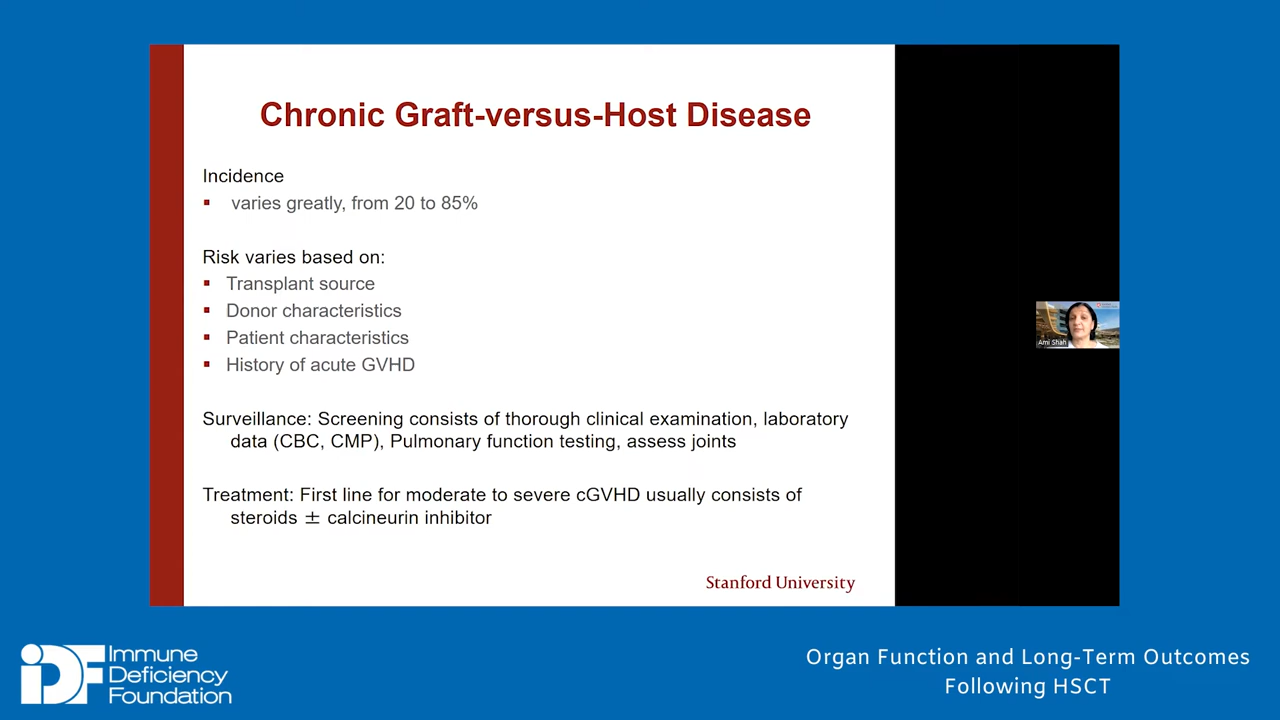 Chronic Graft-versus-Host Disease
Incidence
▪ varies greatly, from 20 to 85%
Risk varies based on:
▪ Transplant source
▪ Donor characteristics
▪ Patient characteristics
▪ History of acute GVHD
Surveillance: Screening consists of thorough clinical examination, laboratory
data (CBC, CMP), Pulmonary function testing, assess joints
Treatment: First line for moderate to severe cGVHD usually consists of
steroids ± calcineurin inhibitor
Stanford University
Ami Shah
IDF Immune
Deficiency
Foundation
Organ Function and Long-Term Outcomes
Following HSCT